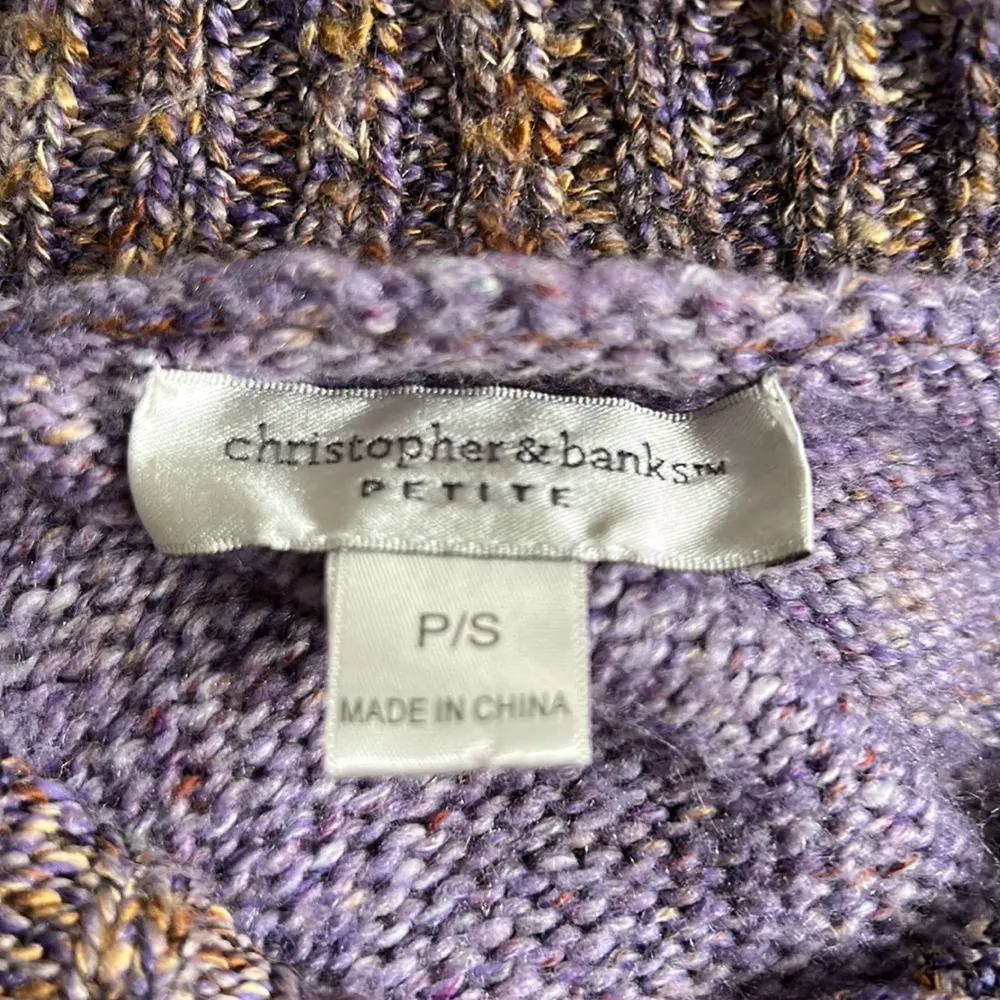 christopher & banks™
PETITE
P/S
MADE IN CHINA